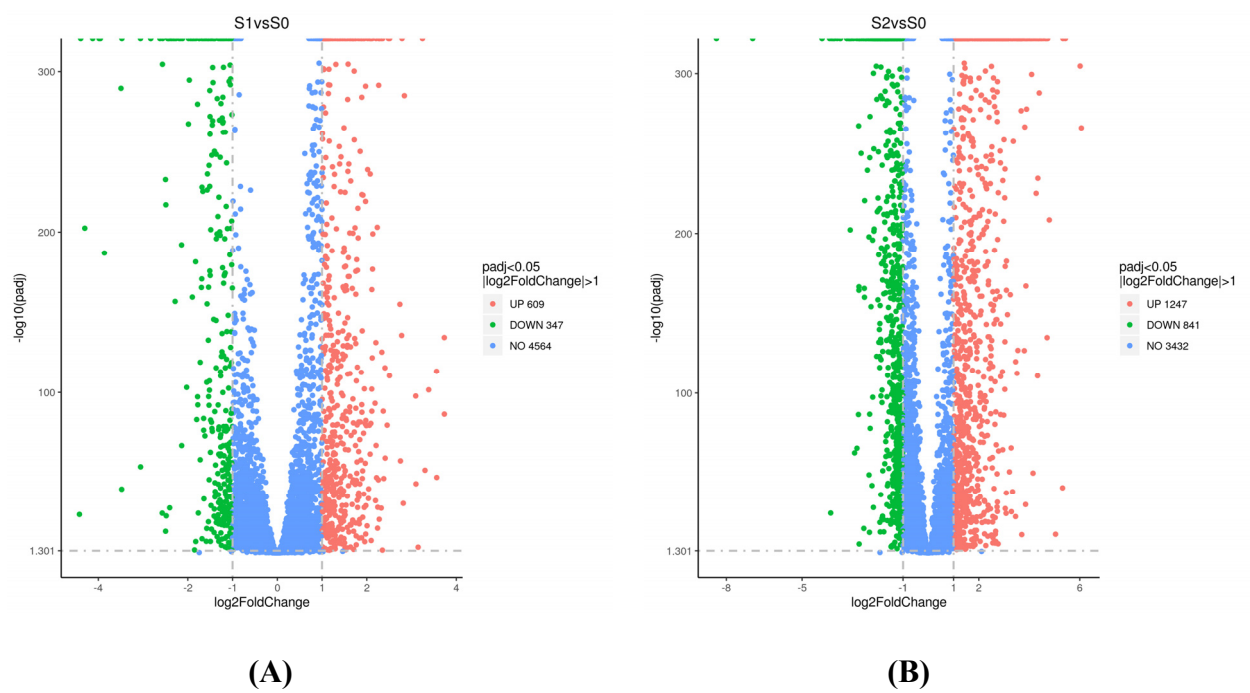 S1vsS0
300
200
100
1.301
-log10(padj)
-4
-2
-1
0
1
2
4
log2FoldChange
padj<0.05
|log2FoldChange|>1
UP 609
DOWN 347
NO 4564
(A)
S2vsS0
300
200
100
1.301
-log10(padj)
-8
-5
-1
1
2
6
log2FoldChange
padj<0.05
|log2FoldChange|>1
UP 1247
DOWN 841
NO 3432
(B)